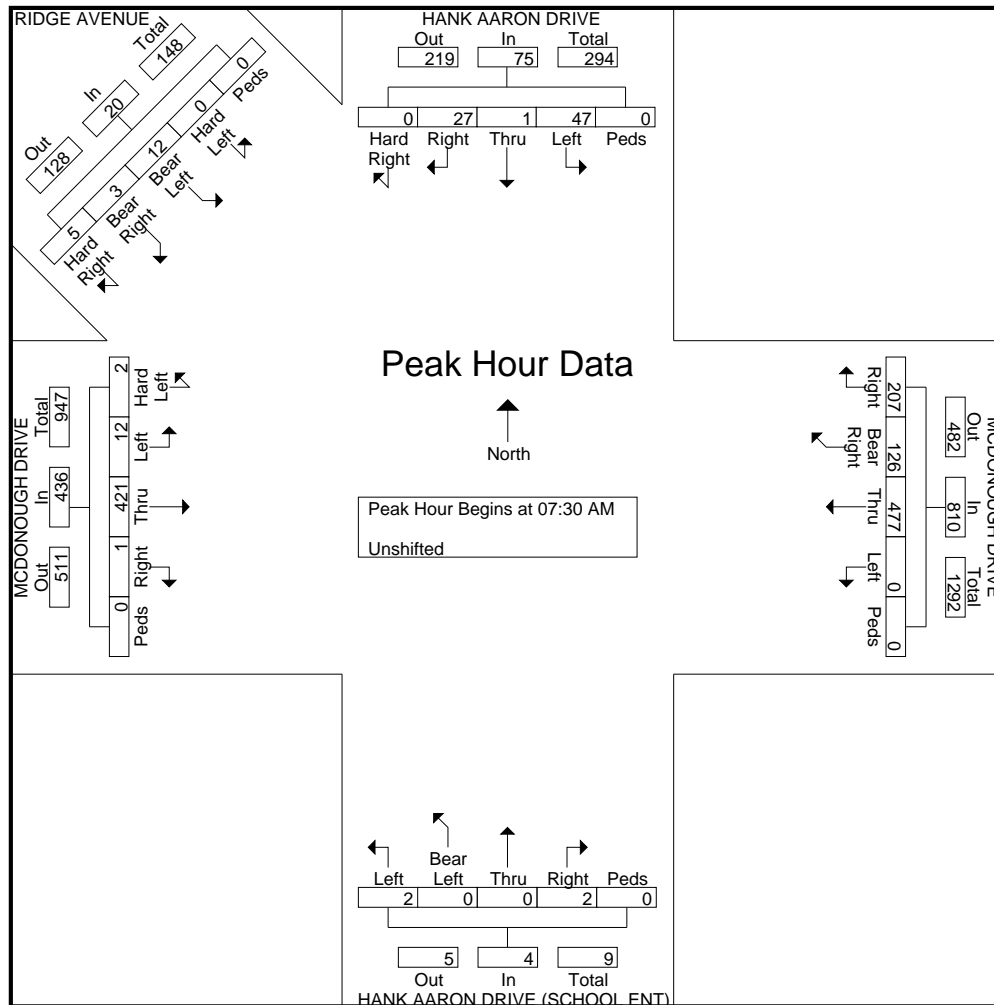 RIDGE AVENUE
Total
148
In
20
Out
128
0
Peds
0
Hard
Left
12
Bear
Left
3
Bear
Right
5
Hard
Right
HANK AARON DRIVE
Out In Total
219 75 294
0 27 1 47 0
Hard
Right
Right Thru Left Peds
MCDONOUGH DRIVE
Total
947
In
436
Out
511
2
Hard
Left
12
Left
421
Thru
1
Right
0
Peds
Peak Hour Data
North
Peak Hour Begins at 07:30 AM
Unshifted
Right
207
Bear
Right
126
Thru
477
Left
0
Peds
0
Out
482
In
810
Total
1292
MCDONOUGH DRIVE
Left Bear
Left Thru Right Peds
2 0 0 2 0
5 4 9
Out In Total
HANK AARON DRIVE (SCHOOL ENT)